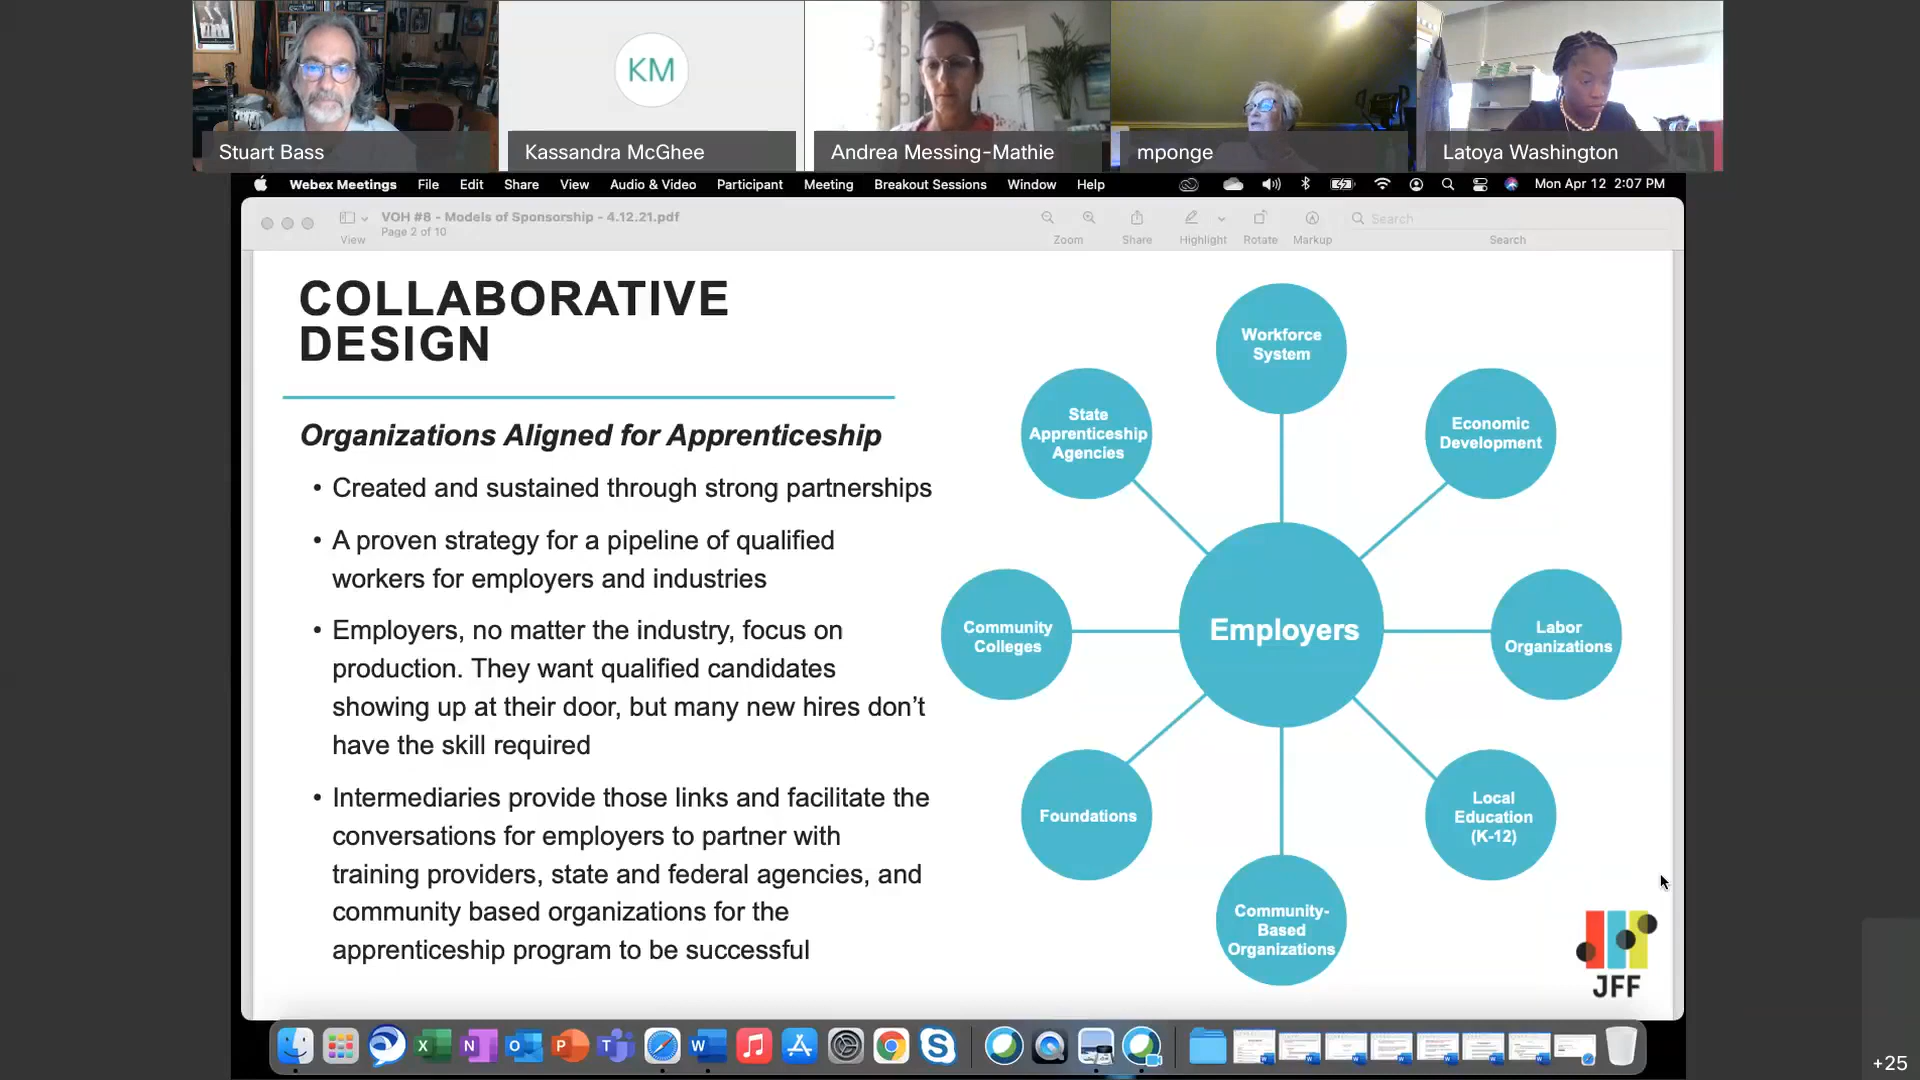 KM
Stuart Bass
Kassandra McGhee
Andrea Messing-Mathie
mponge
Latoya Washington
Webex Meetings File Edit Share View Audio & Video Participant Meeting Breakout Sessions Window Help Mon Apr 12 2:07 PM
VOH #8 - Models of Sponsorship - 4.12.21.pdf
Page 2 of 10
Search
View Zoom Share Highlight Rotate Markup Search
COLLABORATIVE
DESIGN
Organizations Aligned for Apprenticeship
• Created and sustained through strong partnerships
• A proven strategy for a pipeline of qualified
workers for employers and industries
• Employers, no matter the industry, focus on
production. They want qualified candidates
showing up at their door, but many new hires don’t
have the skill required
• Intermediaries provide those links and facilitate the
conversations for employers to partner with
training providers, state and federal agencies, and
community based organizations for the
apprenticeship program to be successful
Workforce
System
State
Apprenticeship
Agencies
Economic
Development
Community
Colleges
Employers
Labor
Organizations
Foundations
Local
Education
(K-12)
Community-
Based
Organizations
JFF
+25